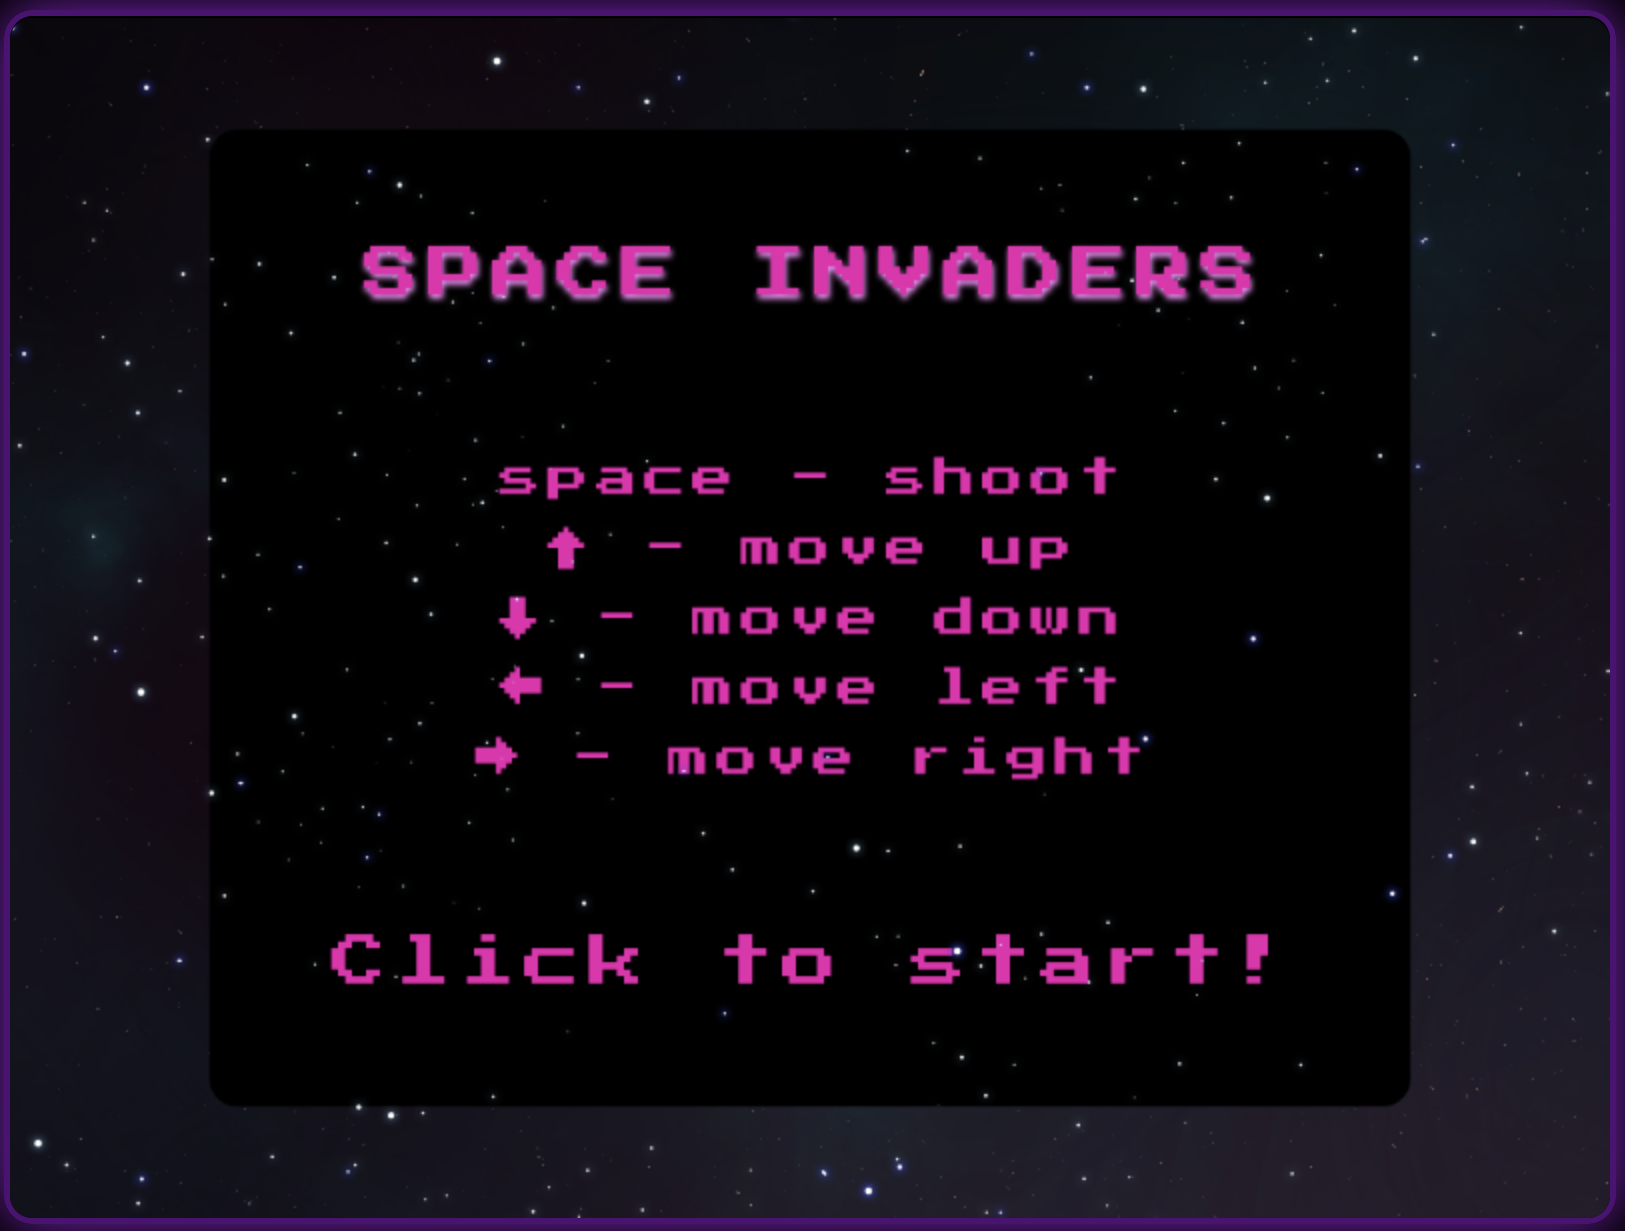 SPACE INVADERS
space - shoot
⬆ - move up
⬇ - move down
⬅ - move left
➡ - move right
Click to start!